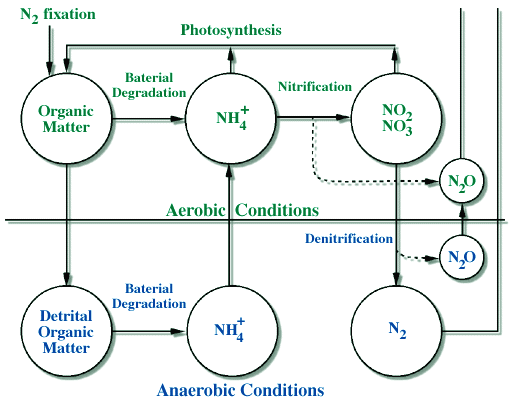 N₂ fixation
Photosynthesis
Baterial
Degradation
Nitrification
Organic
Matter
NH₄⁺
NO₂
NO₃
N₂O
Aerobic Conditions
Denitrification
N₂O
Baterial
Degradation
Detrital
Organic
Matter
NH₄⁺
N₂
Anaerobic Conditions